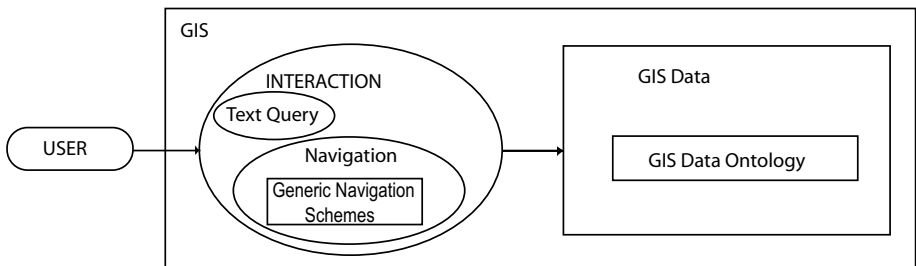 GIS
INTERACTION
GIS Data
Text Query
USER
Navigation
GIS Data Ontology
Generic Navigation
Schemes